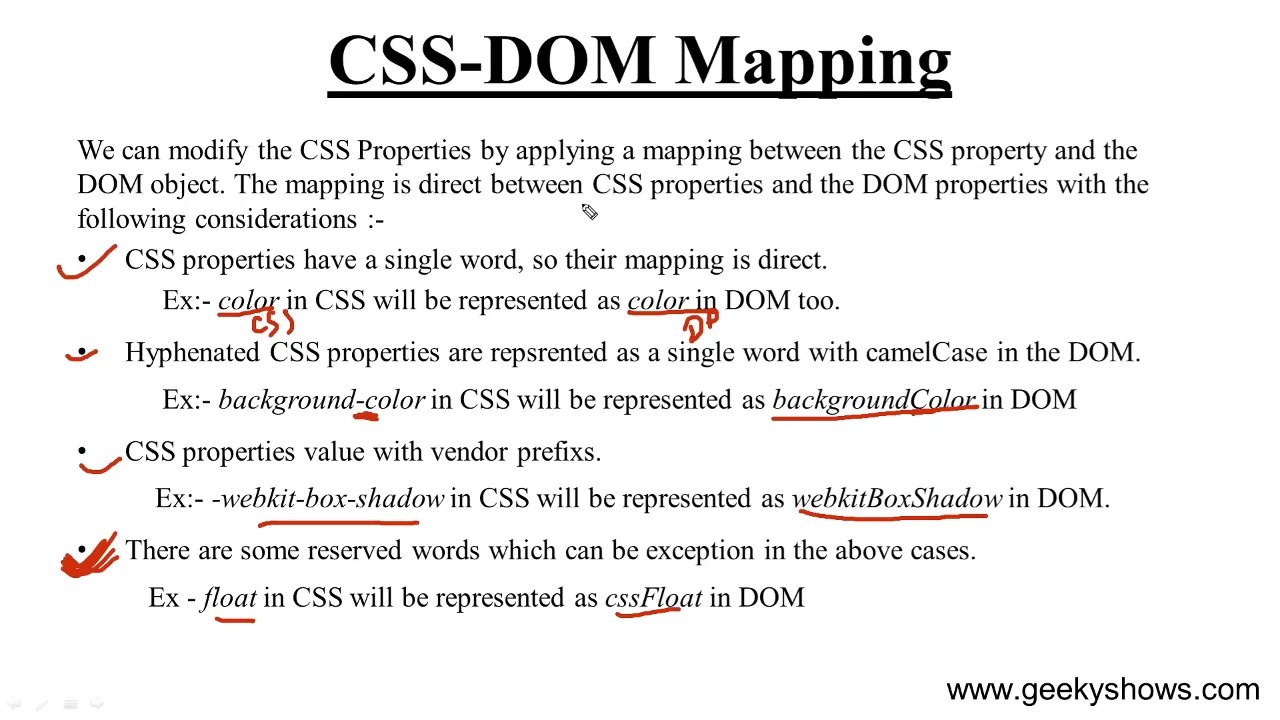 CSS-DOM Mapping
We can modify the CSS Properties by applying a mapping between the CSS property and the
DOM object. The mapping is direct between CSS properties and the DOM properties with the
following considerations :-
• CSS properties have a single word, so their mapping is direct.
Ex:- color in CSS will be represented as color in DOM too.
CSS DP
• Hyphenated CSS properties are repsrented as a single word with camelCase in the DOM.
Ex:- background-color in CSS will be represented as backgroundColor in DOM
• CSS properties value with vendor prefixs.
Ex:- -webkit-box-shadow in CSS will be represented as webkitBoxShadow in DOM.
• There are some reserved words which can be exception in the above cases.
Ex - float in CSS will be represented as cssFloat in DOM
www.geekyshows.com